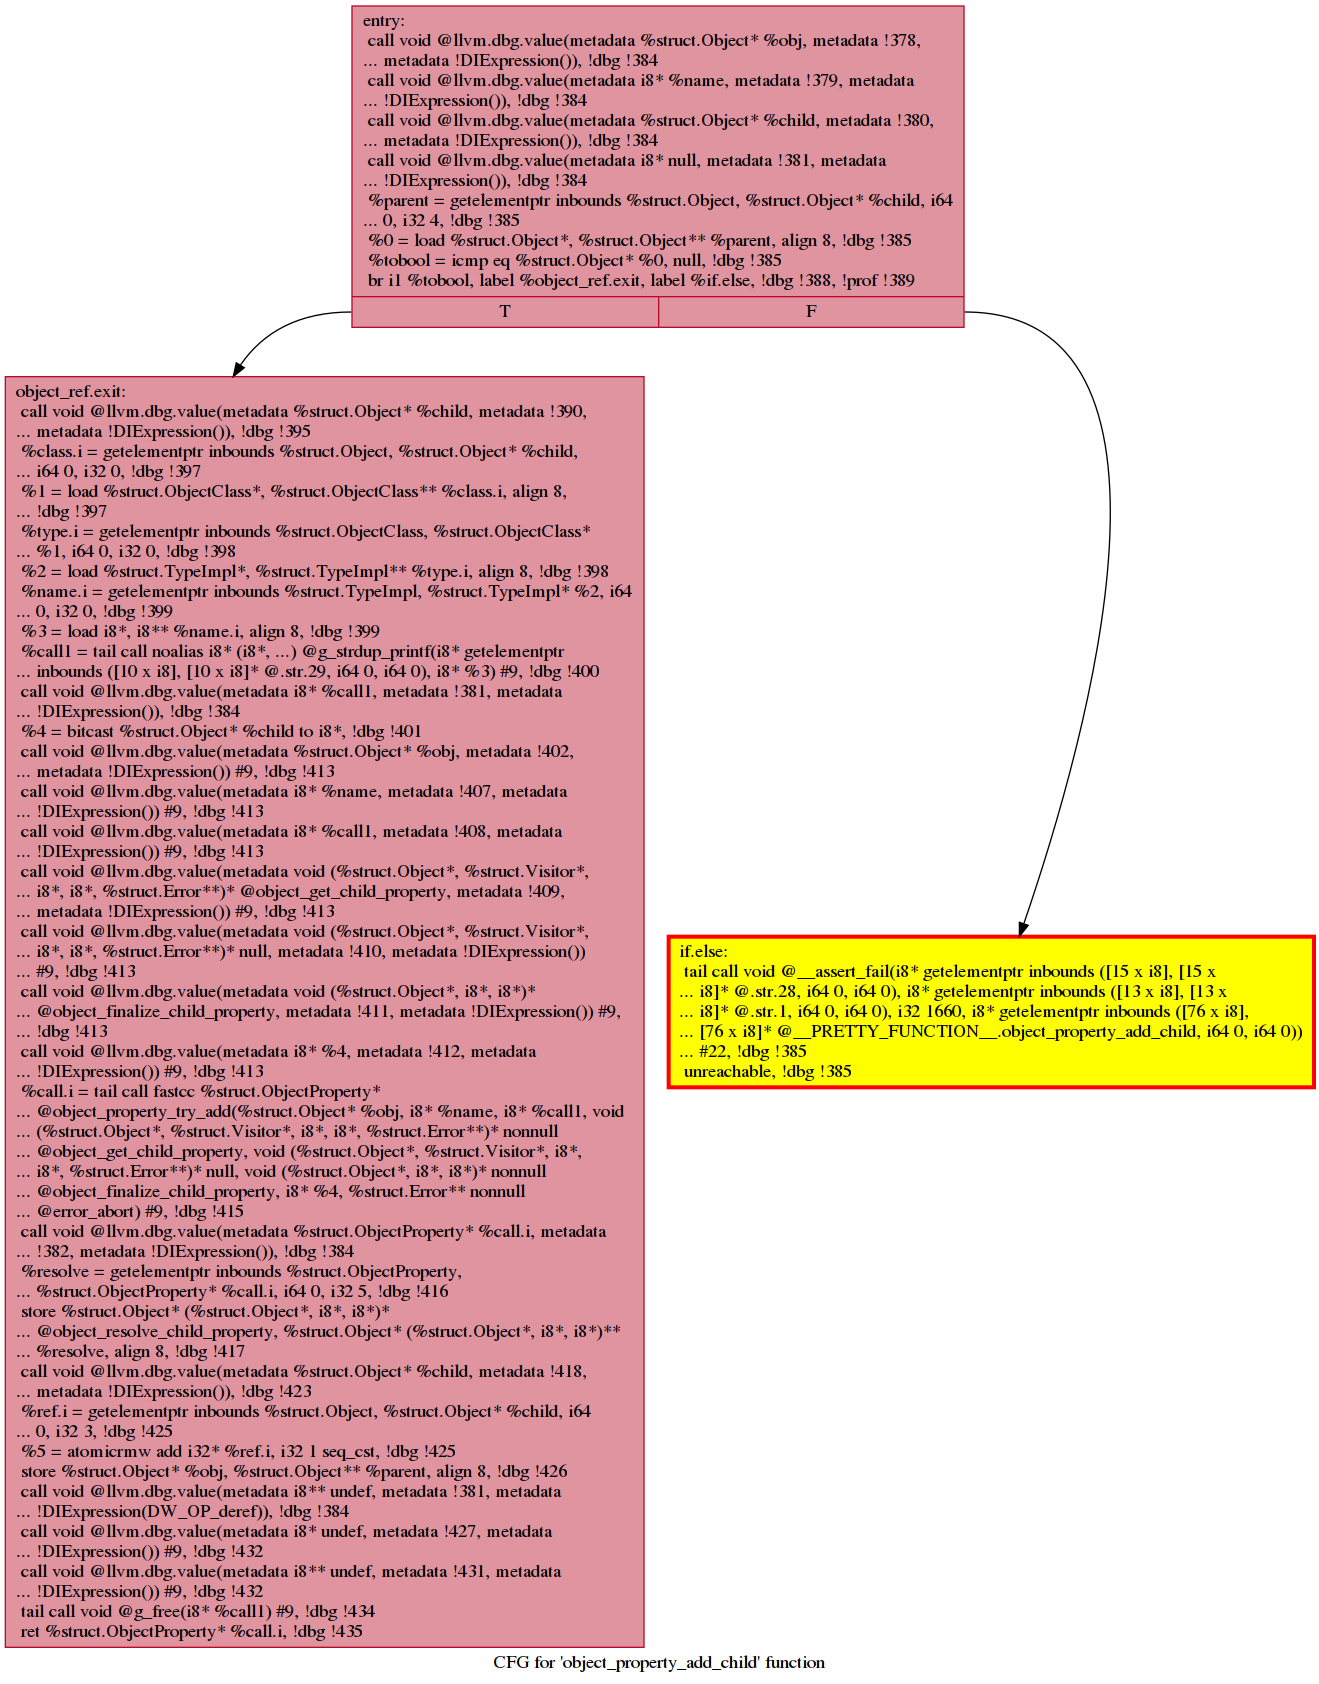 entry:
call void @llvm.dbg.value(metadata %struct.Object* %obj, metadata !378,
... metadata !DIExpression()), !dbg !384
call void @llvm.dbg.value(metadata i8* %name, metadata !379, metadata
... !DIExpression()), !dbg !384
call void @llvm.dbg.value(metadata %struct.Object* %child, metadata !380,
... metadata !DIExpression()), !dbg !384
call void @llvm.dbg.value(metadata i8* null, metadata !381, metadata
... !DIExpression()), !dbg !384
%parent = getelementptr inbounds %struct.Object, %struct.Object* %child, i64
... 0, i32 4, !dbg !385
%0 = load %struct.Object*, %struct.Object** %parent, align 8, !dbg !385
%tobool = icmp eq %struct.Object* %0, null, !dbg !385
br i1 %tobool, label %object_ref.exit, label %if.else, !dbg !388, !prof !389
T F
object_ref.exit:
call void @llvm.dbg.value(metadata %struct.Object* %child, metadata !390,
... metadata !DIExpression()), !dbg !395
%class.i = getelementptr inbounds %struct.Object, %struct.Object* %child,
... i64 0, i32 0, !dbg !397
%1 = load %struct.ObjectClass*, %struct.ObjectClass** %class.i, align 8,
... !dbg !397
%type.i = getelementptr inbounds %struct.ObjectClass, %struct.ObjectClass*
... %1, i64 0, i32 0, !dbg !398
%2 = load %struct.TypeImpl*, %struct.TypeImpl** %type.i, align 8, !dbg !398
%name.i = getelementptr inbounds %struct.TypeImpl, %struct.TypeImpl* %2, i64
... 0, i32 0, !dbg !399
%3 = load i8*, i8** %name.i, align 8, !dbg !399
%call1 = tail call noalias i8* (i8*, ...) @g_strdup_printf(i8* getelementptr
... inbounds ([10 x i8], [10 x i8]* @.str.29, i64 0, i64 0), i8* %3) #9, !dbg !400
call void @llvm.dbg.value(metadata i8* %call1, metadata !381, metadata
... !DIExpression()), !dbg !384
%4 = bitcast %struct.Object* %child to i8*, !dbg !401
call void @llvm.dbg.value(metadata %struct.Object* %obj, metadata !402,
... metadata !DIExpression()) #9, !dbg !413
call void @llvm.dbg.value(metadata i8* %name, metadata !407, metadata
... !DIExpression()) #9, !dbg !413
call void @llvm.dbg.value(metadata i8* %call1, metadata !408, metadata
... !DIExpression()) #9, !dbg !413
call void @llvm.dbg.value(metadata void (%struct.Object*, %struct.Visitor*,
... i8*, i8*, %struct.Error**)* @object_get_child_property, metadata !409,
... metadata !DIExpression()) #9, !dbg !413
call void @llvm.dbg.value(metadata void (%struct.Object*, %struct.Visitor*,
... i8*, i8*, %struct.Error**)* null, metadata !410, metadata !DIExpression())
... #9, !dbg !413
call void @llvm.dbg.value(metadata void (%struct.Object*, i8*, i8*)*
... @object_finalize_child_property, metadata !411, metadata !DIExpression()) #9,
... !dbg !413
call void @llvm.dbg.value(metadata i8* %4, metadata !412, metadata
... !DIExpression()) #9, !dbg !413
%call.i = tail call fastcc %struct.ObjectProperty*
... @object_property_try_add(%struct.Object* %obj, i8* %name, i8* %call1, void
... (%struct.Object*, %struct.Visitor*, i8*, i8*, %struct.Error**)* nonnull
... @object_get_child_property, void (%struct.Object*, %struct.Visitor*, i8*,
... i8*, %struct.Error**)* null, void (%struct.Object*, i8*, i8*)* nonnull
... @object_finalize_child_property, i8* %4, %struct.Error** nonnull
... @error_abort) #9, !dbg !415
call void @llvm.dbg.value(metadata %struct.ObjectProperty* %call.i, metadata
... !382, metadata !DIExpression()), !dbg !384
%resolve = getelementptr inbounds %struct.ObjectProperty,
... %struct.ObjectProperty* %call.i, i64 0, i32 5, !dbg !416
store %struct.Object* (%struct.Object*, i8*, i8*)*
... @object_resolve_child_property, %struct.Object* (%struct.Object*, i8*, i8*)**
... %resolve, align 8, !dbg !417
call void @llvm.dbg.value(metadata %struct.Object* %child, metadata !418,
... metadata !DIExpression()), !dbg !423
%ref.i = getelementptr inbounds %struct.Object, %struct.Object* %child, i64
... 0, i32 3, !dbg !425
%5 = atomicrmw add i32* %ref.i, i32 1 seq_cst, !dbg !425
store %struct.Object* %obj, %struct.Object** %parent, align 8, !dbg !426
call void @llvm.dbg.value(metadata i8** undef, metadata !381, metadata
... !DIExpression(DW_OP_deref)), !dbg !384
call void @llvm.dbg.value(metadata i8* undef, metadata !427, metadata
... !DIExpression()) #9, !dbg !432
call void @llvm.dbg.value(metadata i8** undef, metadata !431, metadata
... !DIExpression()) #9, !dbg !432
tail call void @g_free(i8* %call1) #9, !dbg !434
ret %struct.ObjectProperty* %call.i, !dbg !435
if.else:
tail call void @__assert_fail(i8* getelementptr inbounds ([15 x i8], [15 x
... i8]* @.str.28, i64 0, i64 0), i8* getelementptr inbounds ([13 x i8], [13 x
... i8]* @.str.1, i64 0, i64 0), i32 1660, i8* getelementptr inbounds ([76 x i8],
... [76 x i8]* @__PRETTY_FUNCTION__.object_property_add_child, i64 0, i64 0))
... #22, !dbg !385
unreachable, !dbg !385
CFG for 'object_property_add_child' function